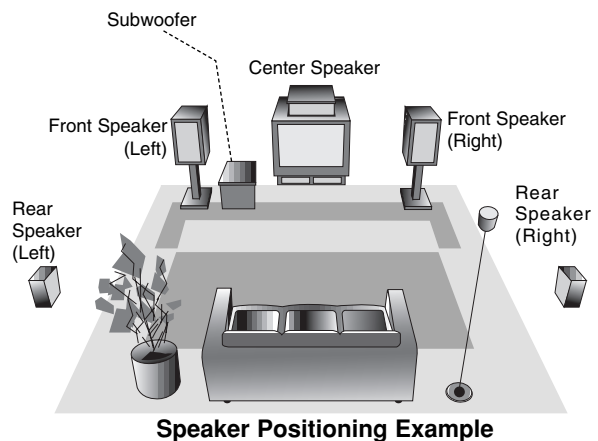 Subwoofer
Center Speaker
Front Speaker
(Left)
Front Speaker
(Right)
Rear
Speaker
(Left)
Rear
Speaker
(Right)
Speaker Positioning Example